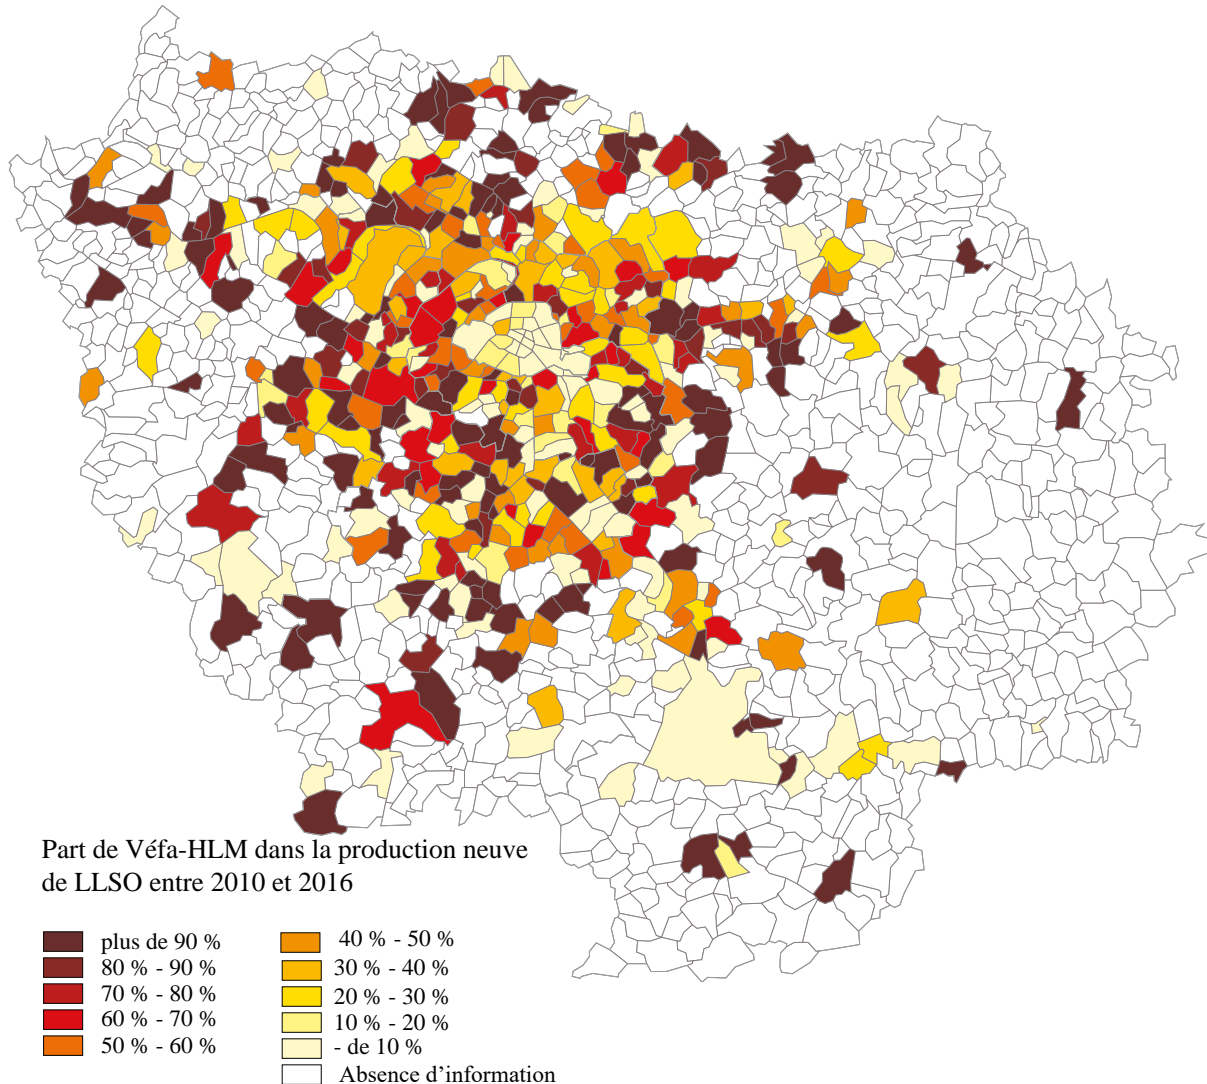 Part de Véfa-HLM dans la production neuve
de LLSO entre 2010 et 2016
plus de 90 %
80 % - 90 %
70 % - 80 %
60 % - 70 %
50 % - 60 %
40 % - 50 %
30 % - 40 %
20 % - 30 %
10 % - 20 %
- de 10 %
Absence d’information